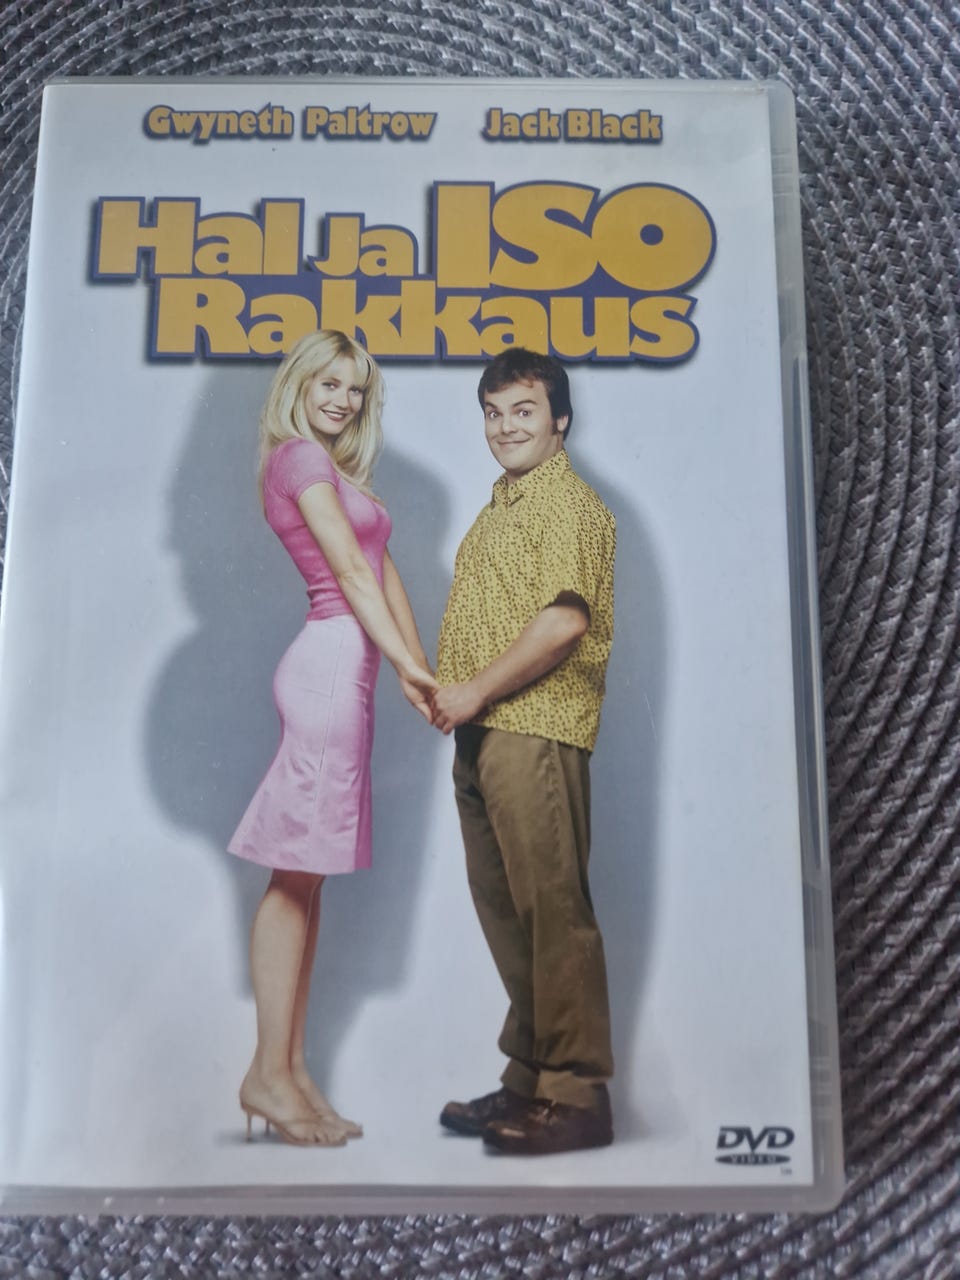 Gwyneth Paltrow Jack Black
Hal Ja ISO
Rakkaus
DVD
VIDEO